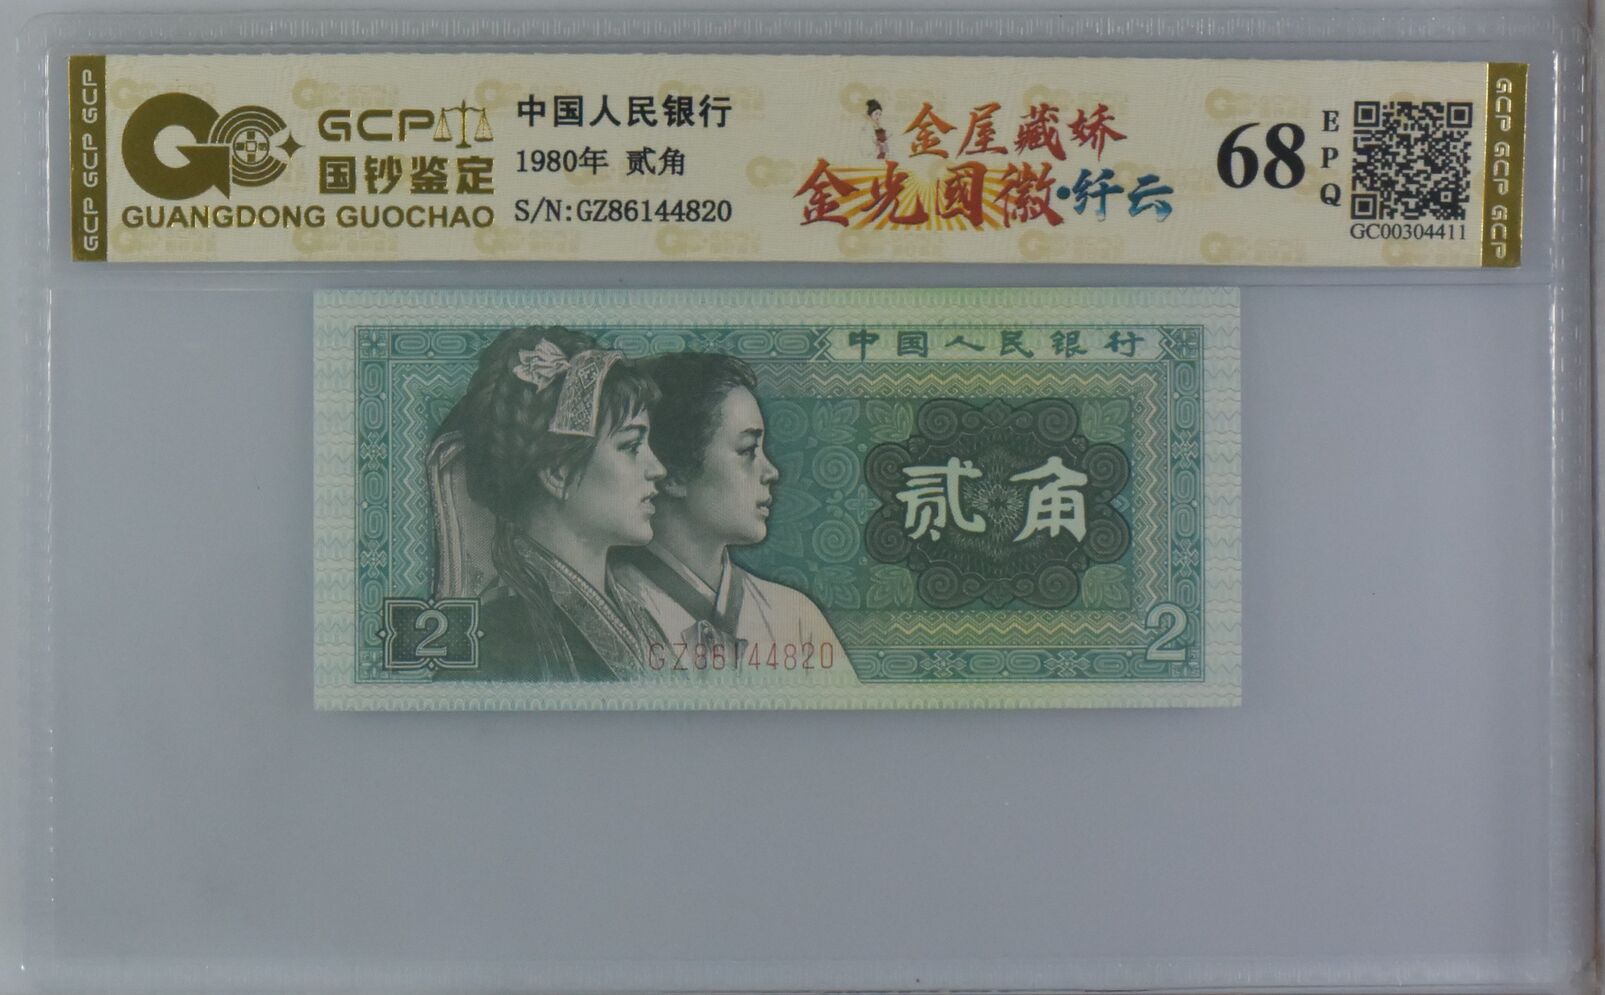 GCP GCP GCP
GCP
国钞鉴定
GUANGDONG GUOCHAO
中国人民银行
1980年 贰角
S/N:GZ86144820
金屋藏娇
金光國徽·纤云
68
EPQ
GC00304411
GCP GCP GCP
中国人民银行
贰角
2
GZ86144820
2